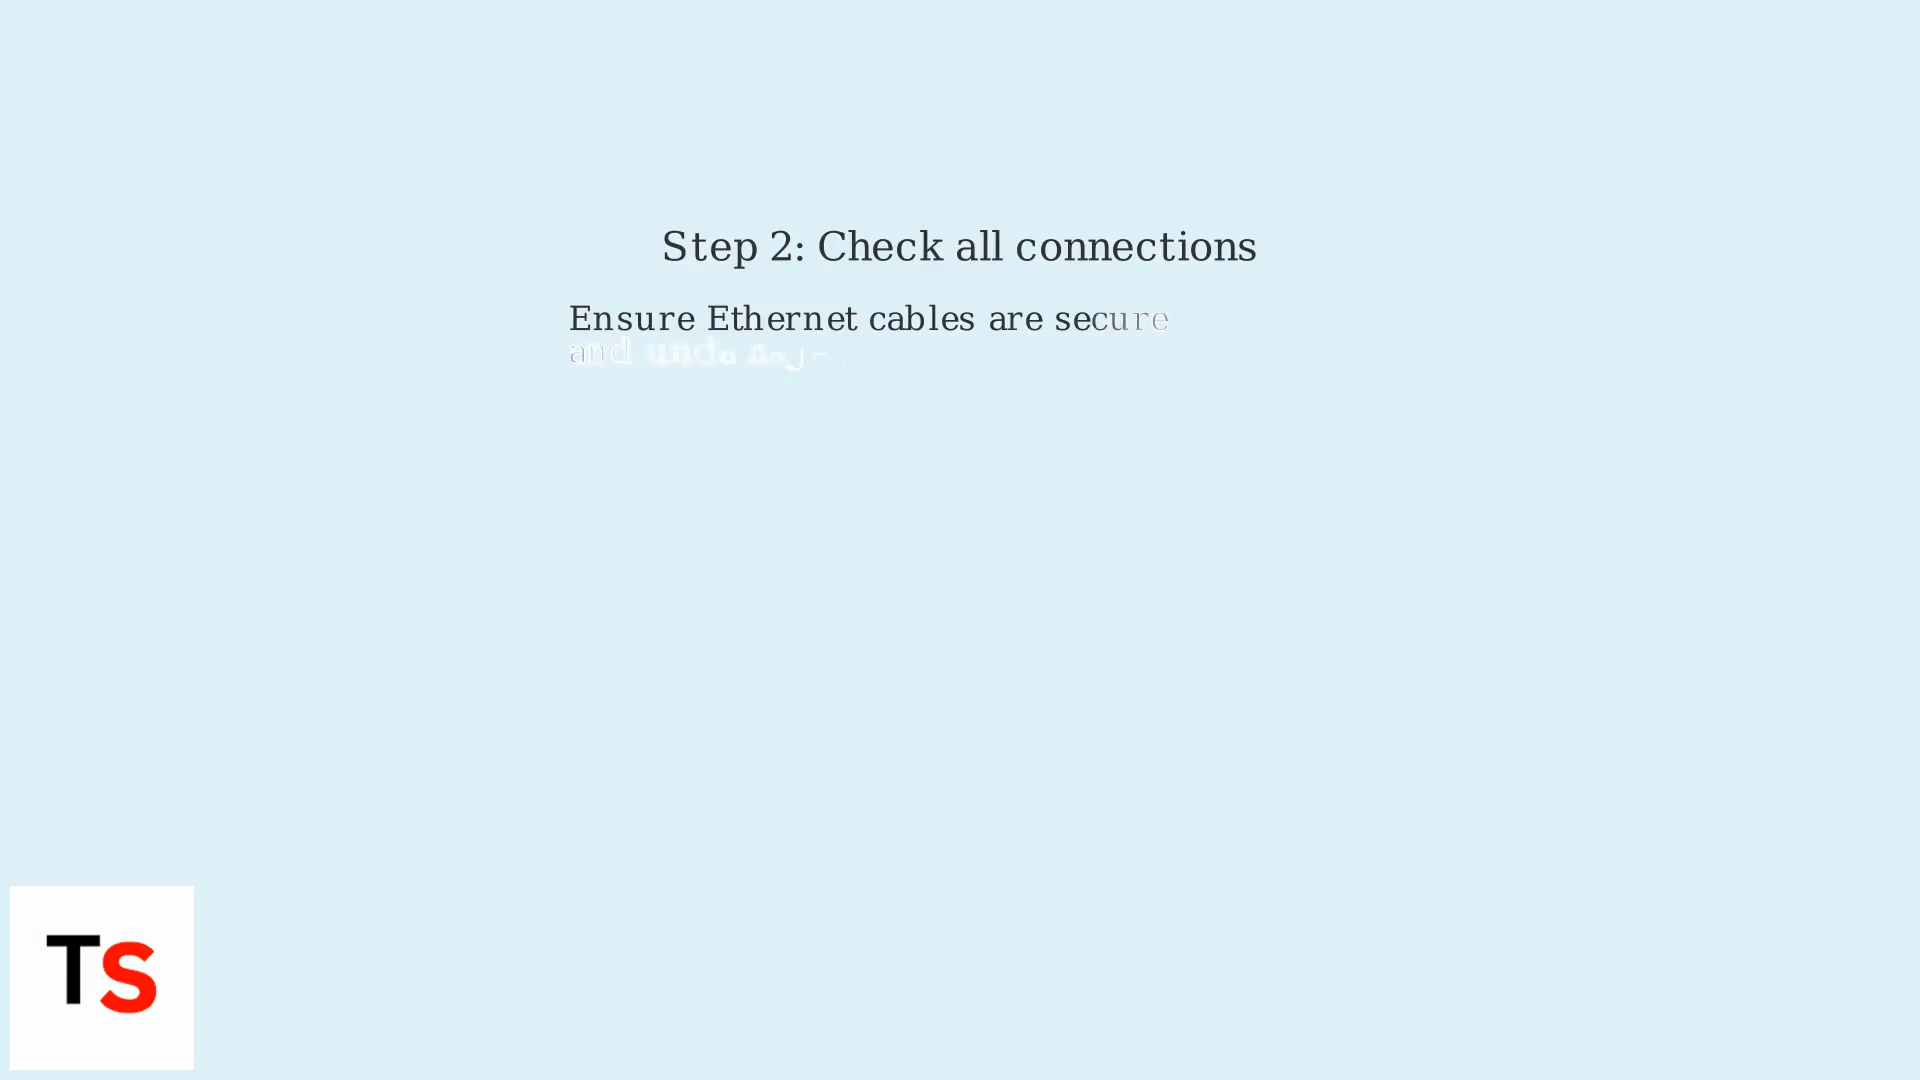 Step 2: Check all connections
Ensure Ethernet cables are secure
and
TS